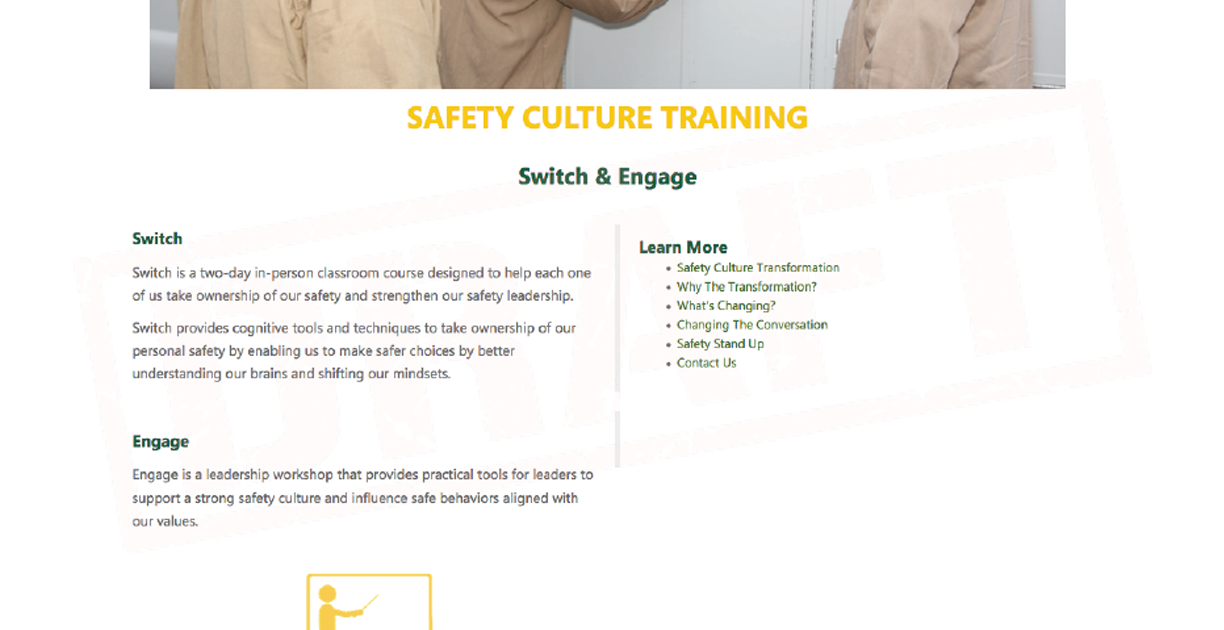 SAFETY CULTURE TRAINING
Switch & Engage
Switch
Switch is a two-day in-person classroom course designed to help each one
of us take ownership of our safety and strengthen our safety leadership.
Switch provides cognitive tools and techniques to take ownership of our
personal safety by enabling us to make safer choices by better
understanding our brains and shifting our mindsets.
Engage
Engage is a leadership workshop that provides practical tools for leaders to
support a strong safety culture and influence safe behaviors aligned with
our values.
Learn More
• Safety Culture Transformation
• Why The Transformation?
• What's Changing?
• Changing The Conversation
• Safety Stand Up
• Contact Us
DRAFT